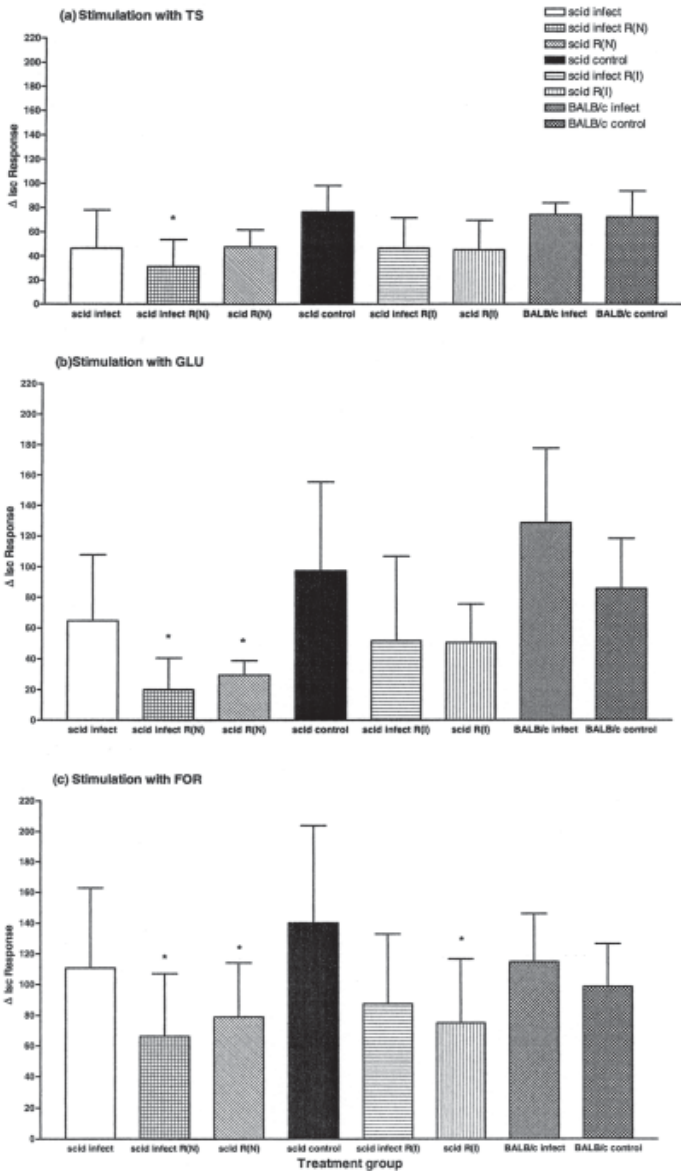 (a) Stimulation with TS
scid infect
scid infect R(N)
scid R(N)
scid control
scid infect R(I)
scid R(I)
BALB/c infect
BALB/c control
220
200
180
160
140
120
100
80
60
40
20
0
Δ Isc Response
*
scid infect scid infect R(N) scid R(N) scid control scid infect R(I) scid R(I) BALB/c infect BALB/c control
(b)Stimulation with GLU
220
200
180
160
140
120
100
80
60
40
20
0
Δ Isc Response
* *
scid infect scid infect R(N) scid R(N) scid control scid infect R(I) scid R(I) BALB/c infect BALB/c control
(c) Stimulation with FOR
220
200
180
160
140
120
100
80
60
40
20
0
Δ Isc Response
* * *
scid infect scid infect R(N) scid R(N) scid control scid infect R(I) scid R(I) BALB/c infect BALB/c control
Treatment group